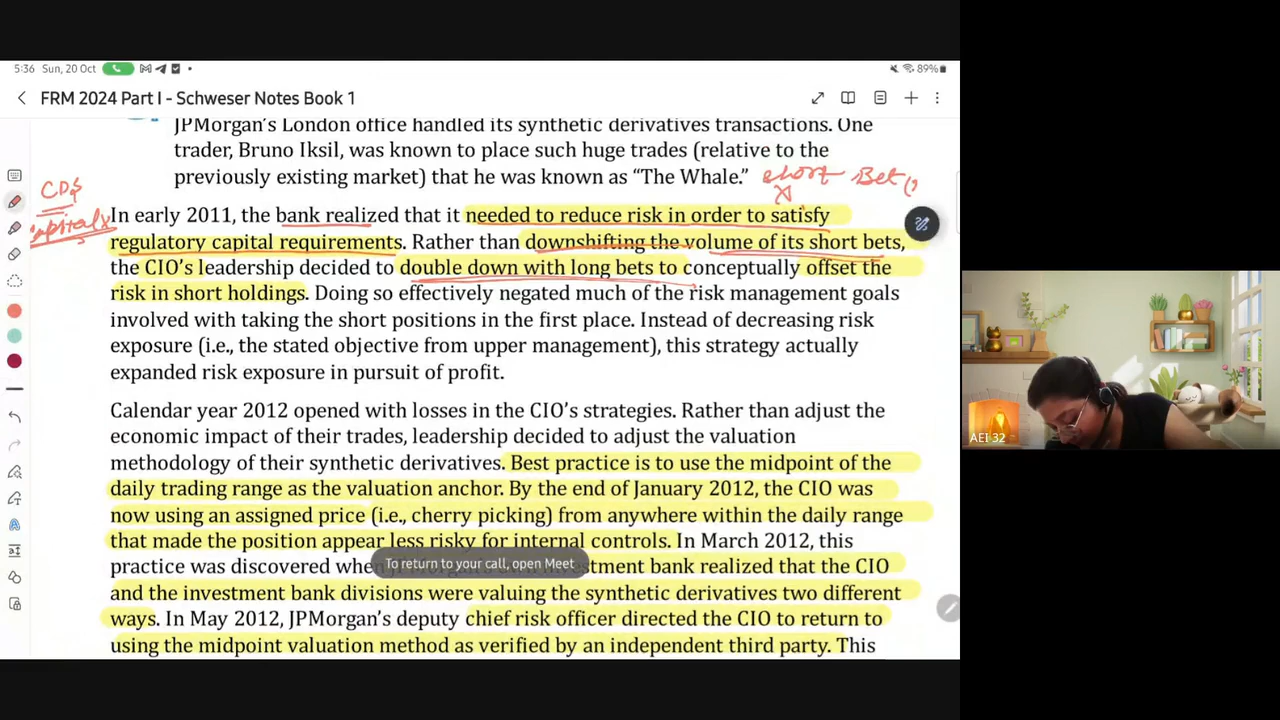 5:36 Sun, 20 Oct
89%
FRM 2024 Part I - Schweser Notes Book 1
JPMorgan's London office handled its synthetic derivatives transactions. One
trader, Bruno Iksil, was known to place such huge trades (relative to the
previously existing market) that he was known as “The Whale.” short Bet (
CDS
capital
In early 2011, the bank realized that it needed to reduce risk in order to satisfy
regulatory capital requirements. Rather than downshifting the volume of its short bets,
the CIO's leadership decided to double down with long bets to conceptually offset the
risk in short holdings. Doing so effectively negated much of the risk management goals
involved with taking the short positions in the first place. Instead of decreasing risk
exposure (i.e., the stated objective from upper management), this strategy actually
expanded risk exposure in pursuit of profit.
Calendar year 2012 opened with losses in the CIO's strategies. Rather than adjust the
economic impact of their trades, leadership decided to adjust the valuation
methodology of their synthetic derivatives. Best practice is to use the midpoint of the
daily trading range as the valuation anchor. By the end of January 2012, the CIO was
now using an assigned price (i.e., cherry picking) from anywhere within the daily range
that made the position appear less risky for internal controls. In March 2012, this
practice was discovered when investment bank realized that the CIO
To return to your call, open Meet
and the investment bank divisions were valuing the synthetic derivatives two different
ways. In May 2012, JPMorgan's deputy chief risk officer directed the CIO to return to
using the midpoint valuation method as verified by an independent third party. This
AEI 32